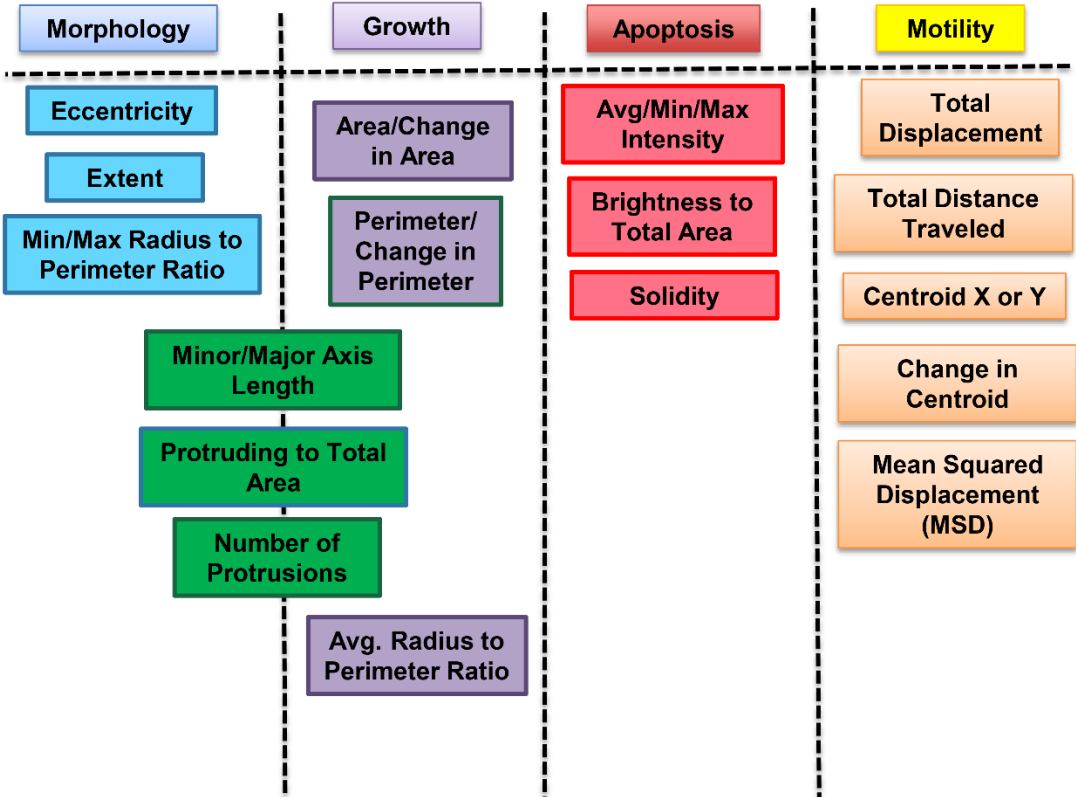 Morphology
Growth
Apoptosis
Motility
Eccentricity
Extent
Min/Max Radius to
Perimeter Ratio
Area/Change
in Area
Perimeter/
Change in
Perimeter
Minor/Major Axis
Length
Protruding to Total
Area
Number of
Protrusions
Avg. Radius to
Perimeter Ratio
Avg/Min/Max
Intensity
Brightness to
Total Area
Solidity
Total
Displacement
Total Distance
Traveled
Centroid X or Y
Change in
Centroid
Mean Squared
Displacement
(MSD)